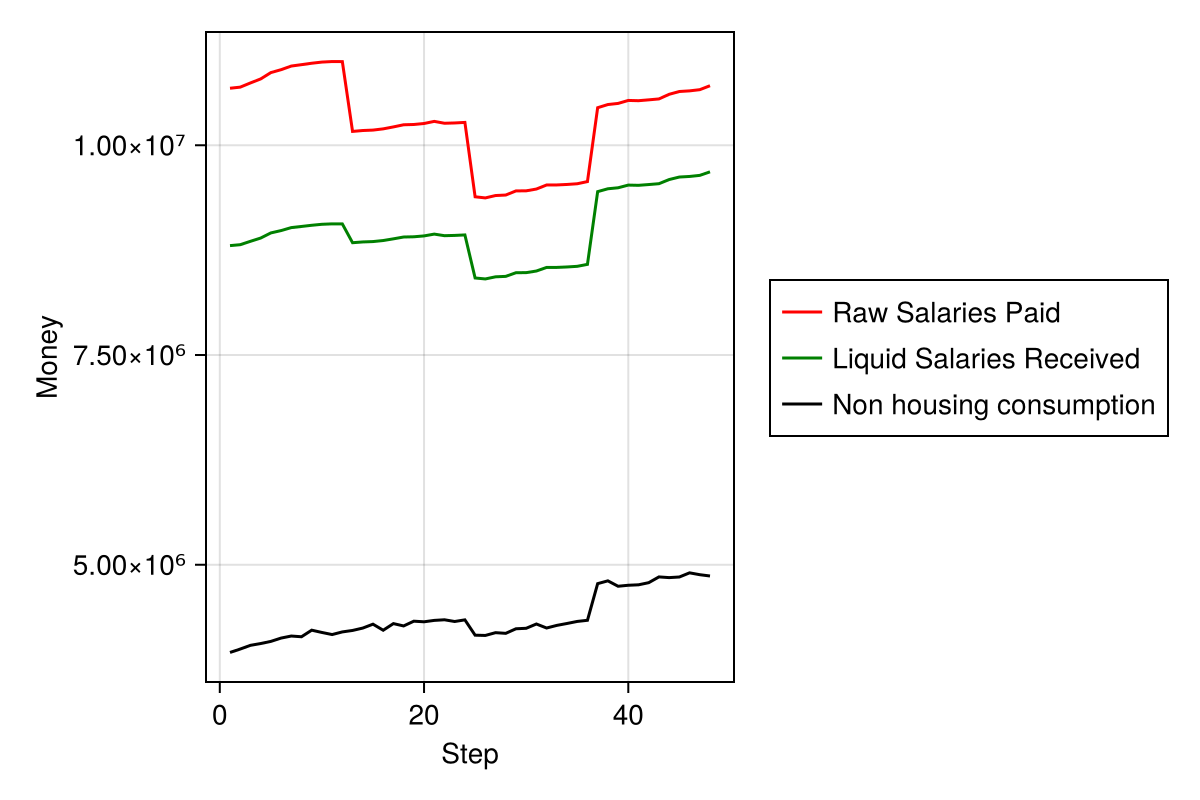 1.00×10⁷
7.50×10⁶
5.00×10⁶
Money
0 20 40
Step
Raw Salaries Paid
Liquid Salaries Received
Non housing consumption